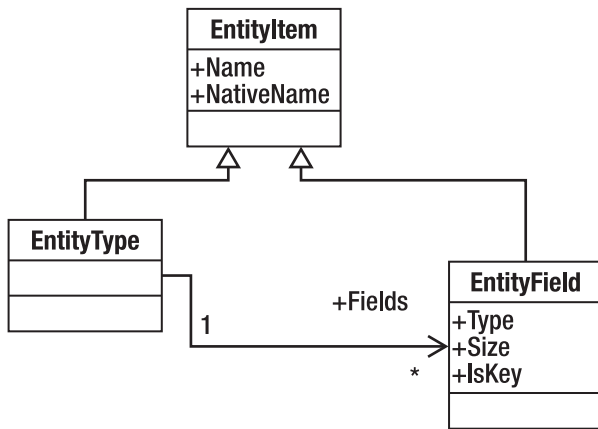 EntityItem
+Name
+NativeName
EntityType
EntityField
+Type
+Size
+IsKey
+Fields
1
*